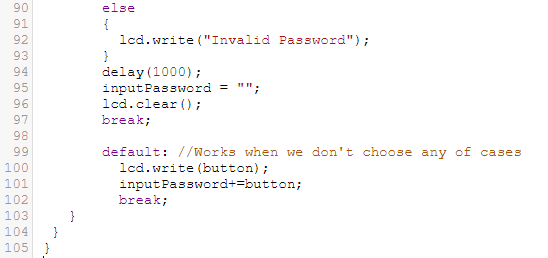 90 else
91 {
92 lcd.write("Invalid Password");
93 }
94 delay(1000);
95 inputPassword = "";
96 lcd.clear();
97 break;
98
99 default: //Works when we don't choose any of cases
100 lcd.write(button);
101 inputPassword+=button;
102 break;
103 }
104 }
105 }